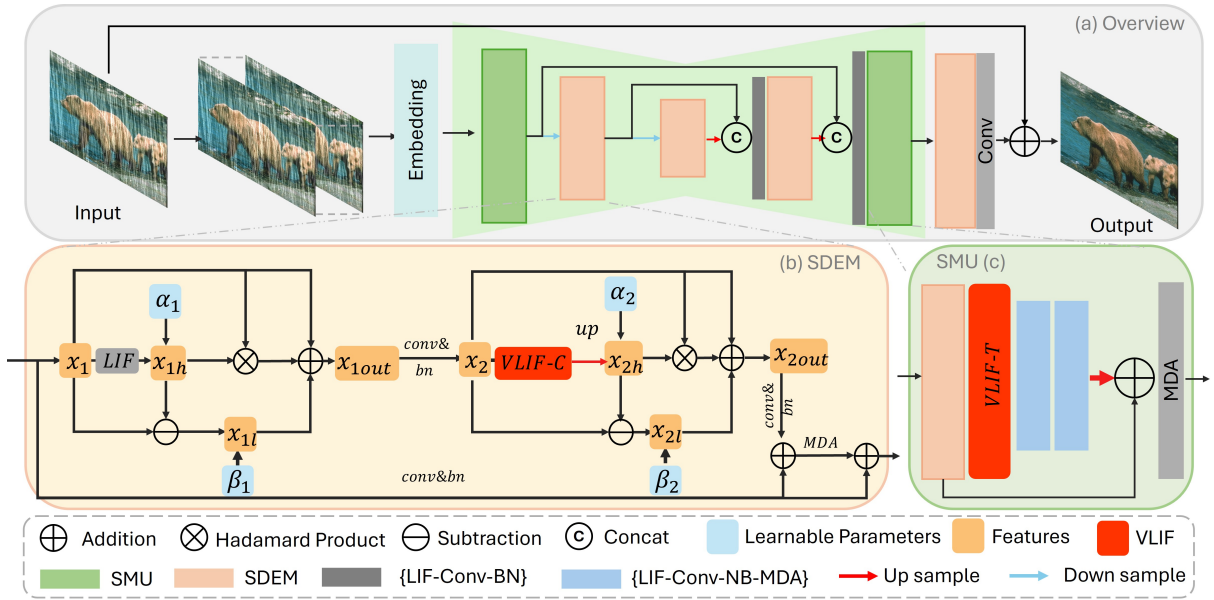 (a) Overview
Input
Embedding
C
C
Conv
Output
(b) SDEM
α₁
x₁
LIF
x₁ₕ
x₁ₒᵤₜ
conv&
bn
x₁ₗ
β₁
α₂
up
x₂
VLIF-C
x₂ₕ
x₂ₒᵤₜ
conv&
bn
x₂ₗ
β₂
MDA
conv&bn
SMU (c)
VLIF-T
MDA
Addition
Hadamard Product
Subtraction
C Concat
Learnable Parameters
Features
VLIF
SMU
SDEM
{LIF-Conv-BN}
{LIF-Conv-NB-MDA}
Up sample
Down sample